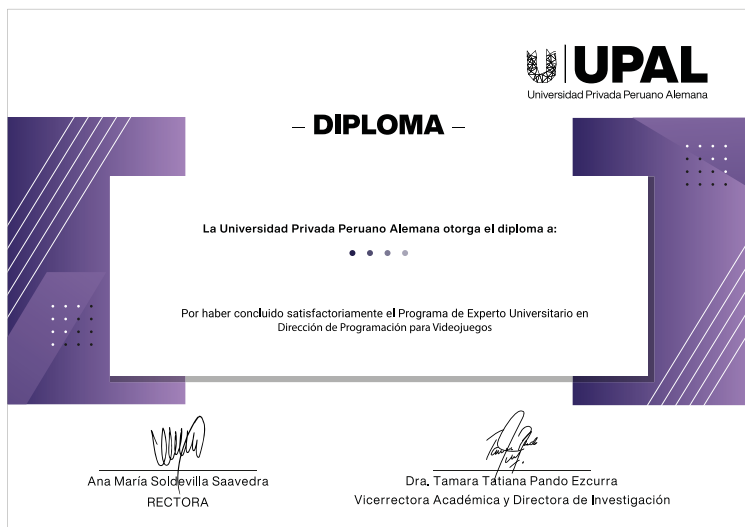 UPAL
Universidad Privada Peruano Alemana
– DIPLOMA –
La Universidad Privada Peruano Alemana otorga el diploma a:
Por haber concluido satisfactoriamente el Programa de Experto Universitario en
Dirección de Programación para Videojuegos
Ana María Soldevilla Saavedra
RECTORA
Dra. Tamara Tatiana Pando Ezcurra
Vicerrectora Académica y Directora de Investigación